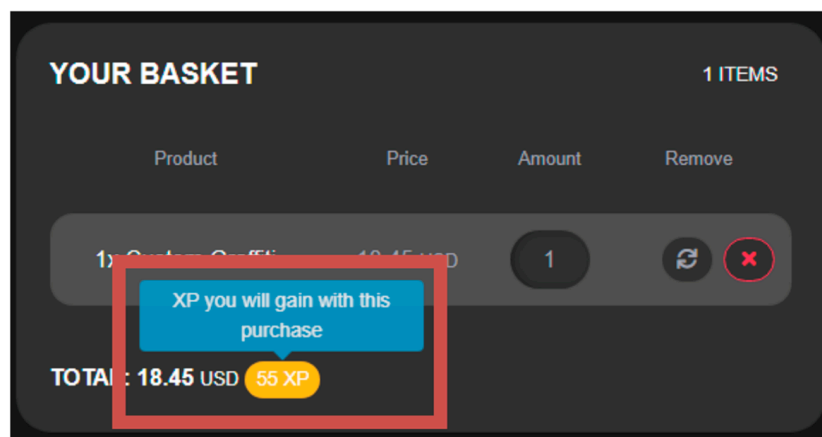 YOUR BASKET
1 ITEMS
Product Price Amount Remove
1
XP you will gain with this
purchase
TOTAL: 18.45 USD 55 XP